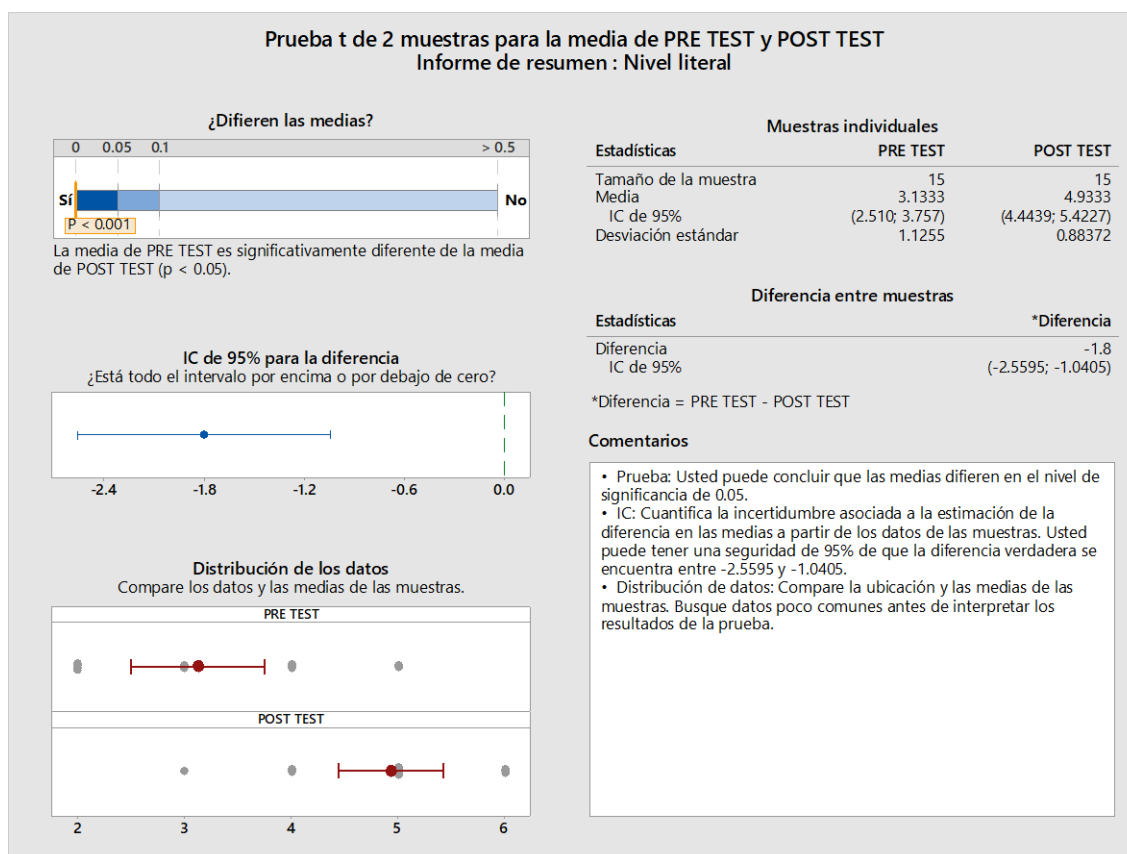 Prueba t de 2 muestras para la media de PRE TEST y POST TEST
Informe de resumen : Nivel literal
¿Difieren las medias?
0 0.05 0.1 > 0.5
Sí No
P < 0.001
La media de PRE TEST es significativamente diferente de la media
de POST TEST (p < 0.05).
IC de 95% para la diferencia
¿Está todo el intervalo por encima o por debajo de cero?
-2.4 -1.8 -1.2 -0.6 0.0
Distribución de los datos
Compare los datos y las medias de las muestras.
PRE TEST
POST TEST
2 3 4 5 6
Muestras individuales
Estadísticas PRE TEST POST TEST
Tamaño de la muestra 15 15
Media 3.1333 4.9333
IC de 95% (2.510; 3.757) (4.4439; 5.4227)
Desviación estándar 1.1255 0.88372
Diferencia entre muestras
Estadísticas *Diferencia
Diferencia -1.8
IC de 95% (-2.5595; -1.0405)
*Diferencia = PRE TEST - POST TEST
Comentarios
• Prueba: Usted puede concluir que las medias difieren en el nivel de
significancia de 0.05.
• IC: Cuantifica la incertidumbre asociada a la estimación de la
diferencia en las medias a partir de los datos de las muestras. Usted
puede tener una seguridad de 95% de que la diferencia verdadera se
encuentra entre -2.5595 y -1.0405.
• Distribución de datos: Compare la ubicación y las medias de las
muestras. Busque datos poco comunes antes de interpretar los
resultados de la prueba.